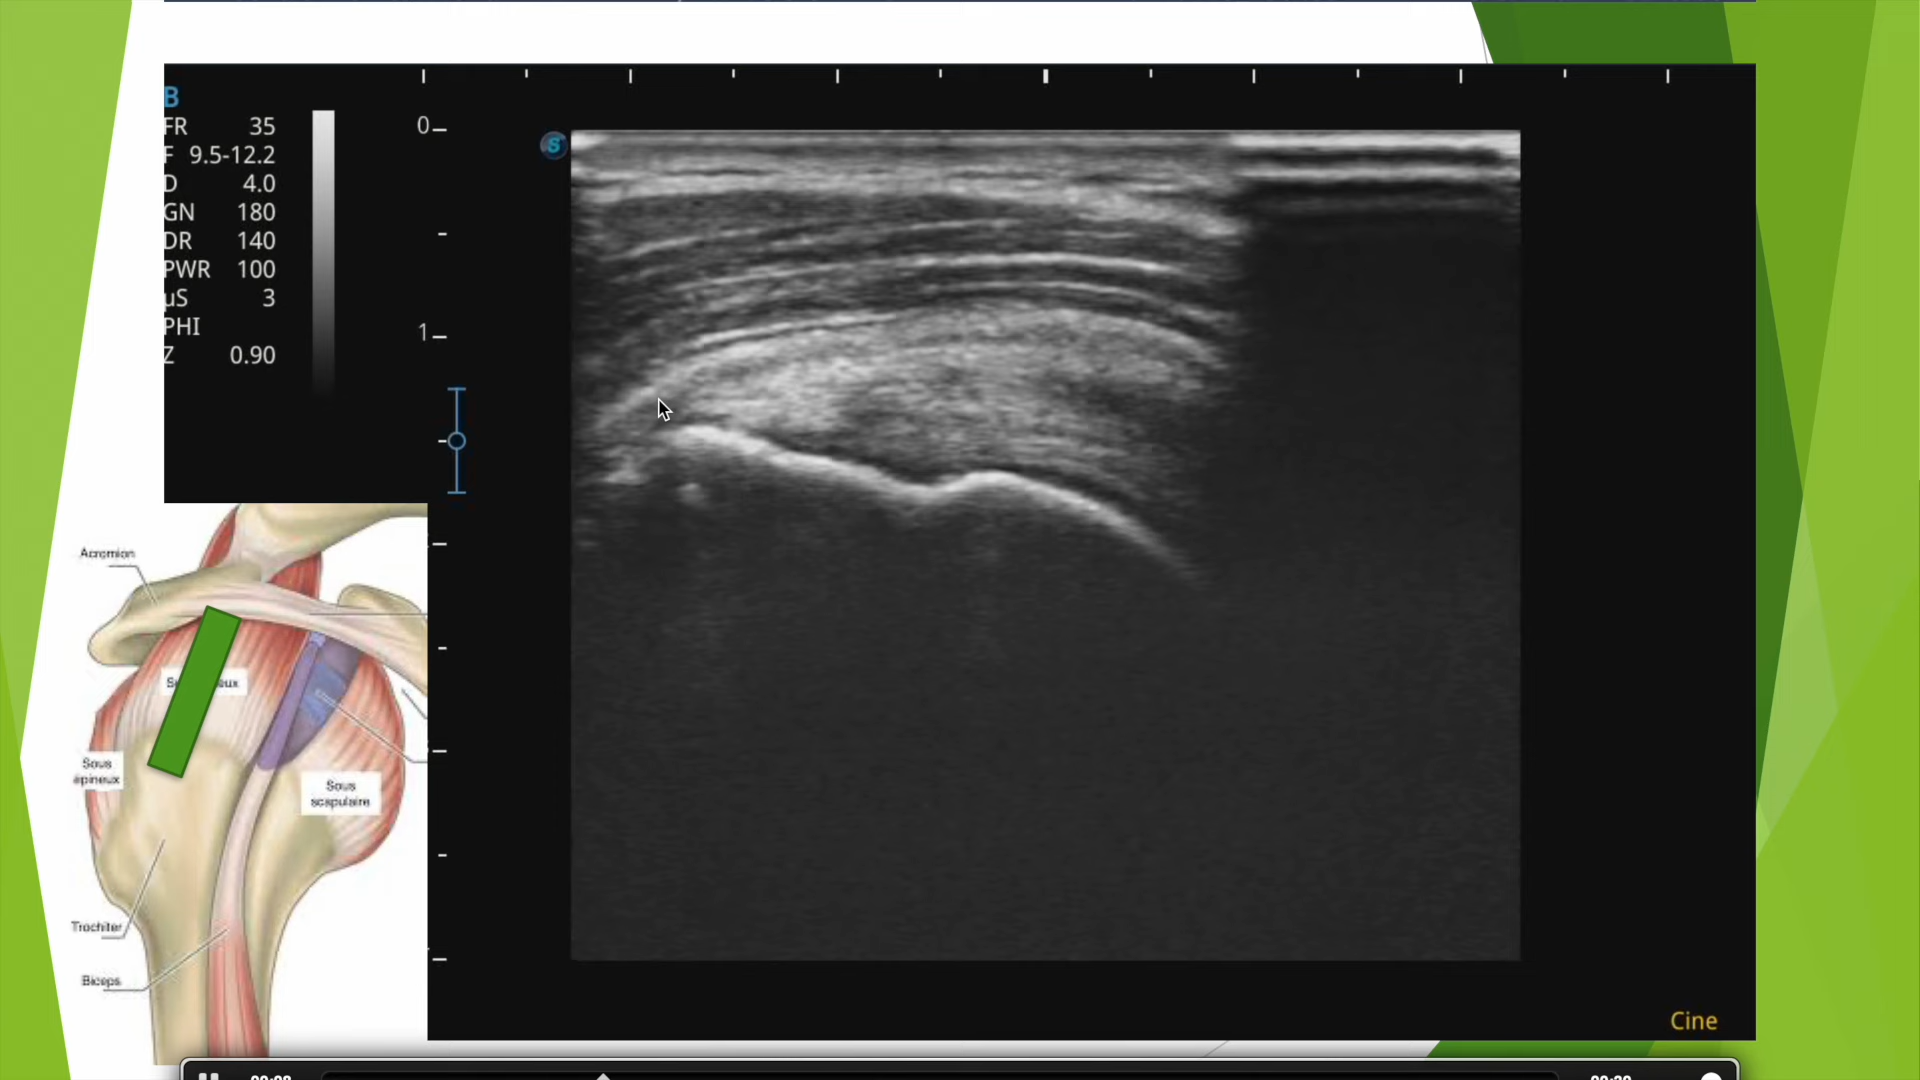 B
FR 35
F 9.5-12.2
D 4.0
GN 180
DR 140
PWR 100
µS 3
PHI
Z 0.90
0
S
1
Acromion
Sous
épineux
Sous
scapulaire
Trochiter
Biceps
Cine